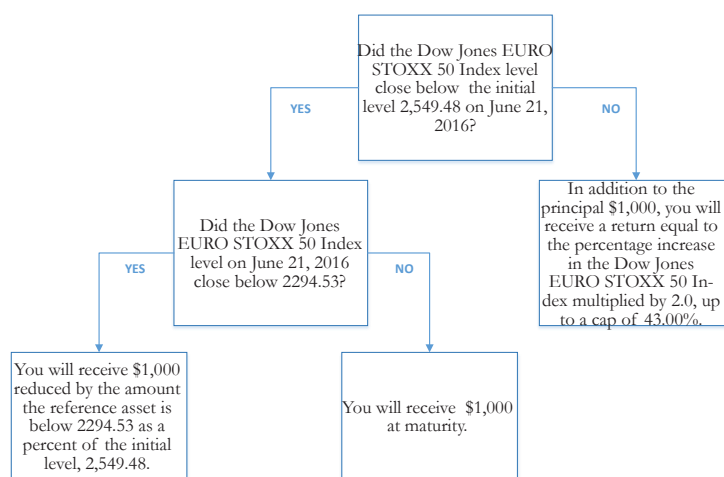 Did the Dow Jones EURO
STOXX 50 Index level
close below the initial
level 2,549.48 on June 21,
2016?
YES
NO
Did the Dow Jones
EURO STOXX 50 Index
level on June 21, 2016
close below 2294.53?
In addition to the
principal $1,000, you will
receive a return equal to
the percentage increase
in the Dow Jones
EURO STOXX 50 In-
dex multiplied by 2.0, up
to a cap of 43.00%.
YES
NO
You will receive $1,000
reduced by the amount
the reference asset is
below 2294.53 as a
percent of the initial
level, 2,549.48.
You will receive $1,000
at maturity.